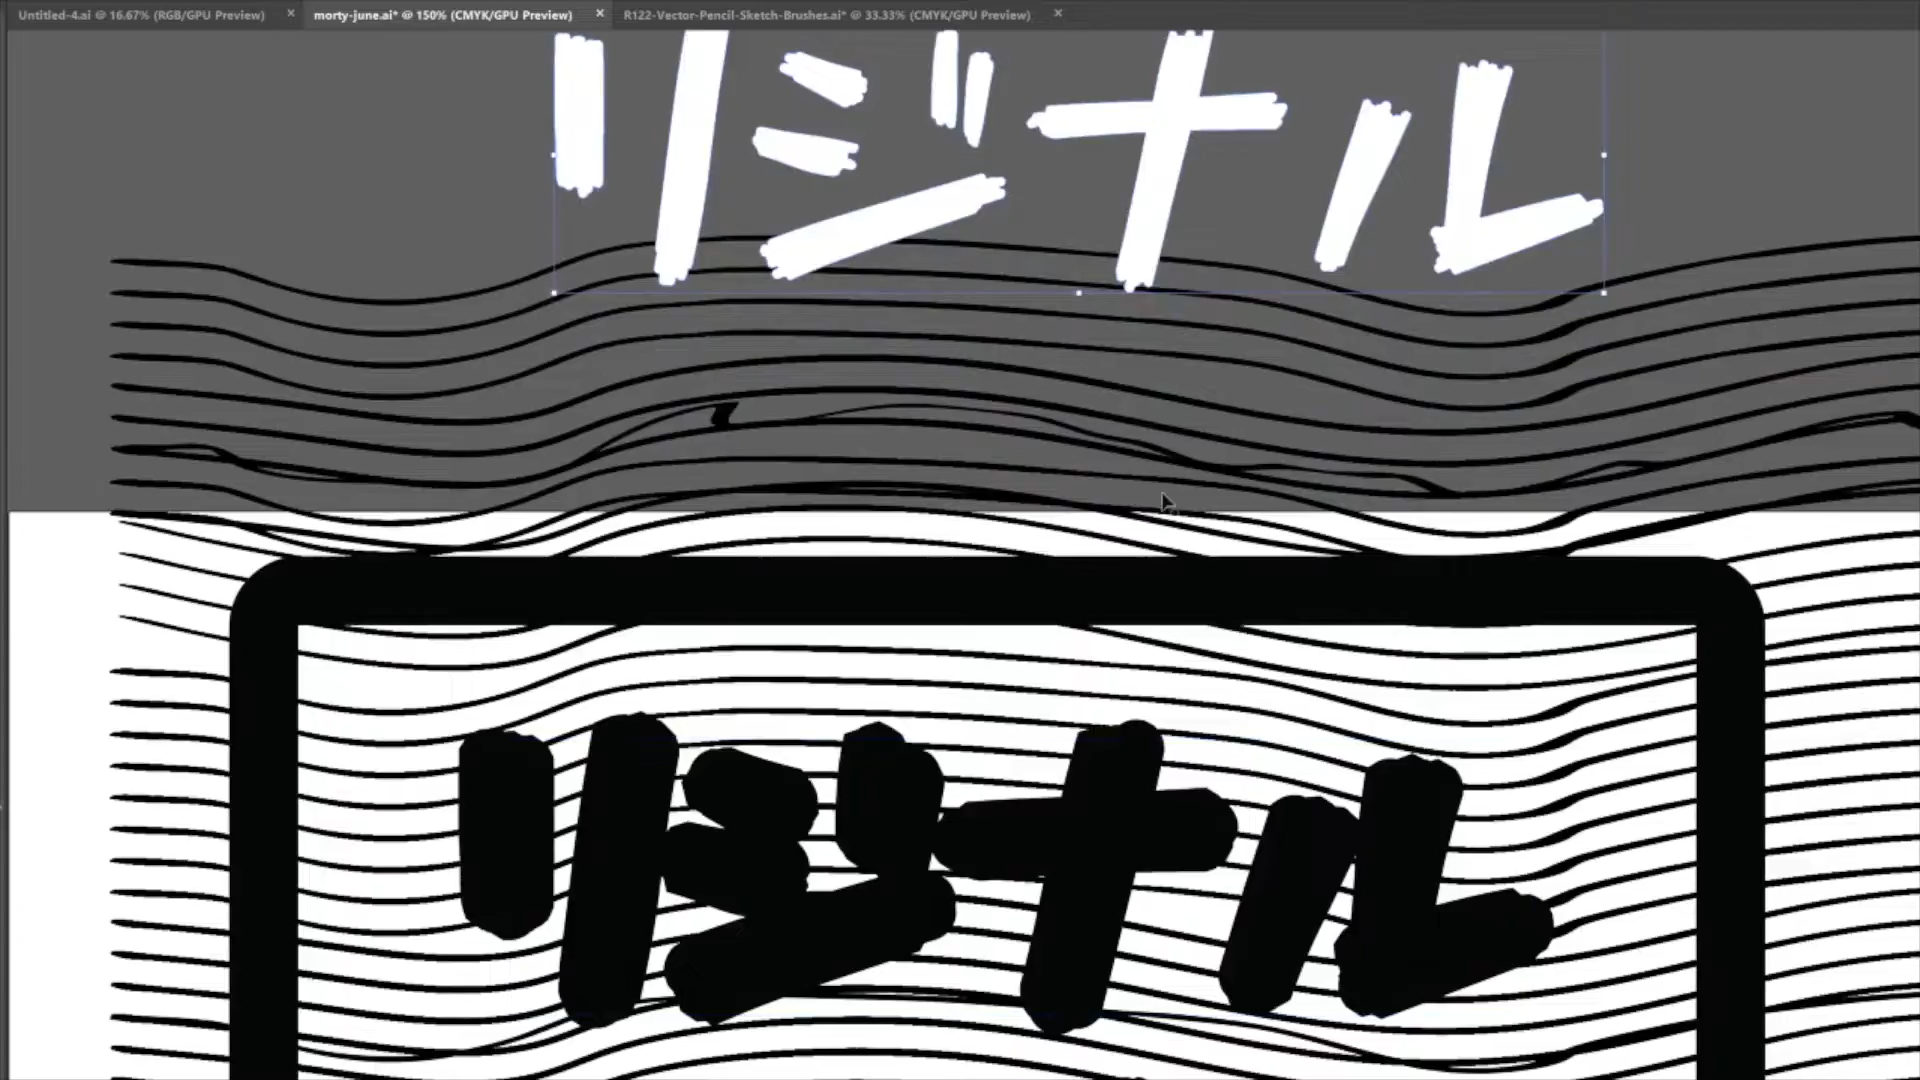 Untitled-4.ai @ 16.67% (RGB/GPU Preview) ×
morty-june.ai* @ 150% (CMYK/GPU Preview) ×
R122-Vector-Pencil-Sketch-Brushes.ai* @ 33.33% (CMYK/GPU Preview) ×
リジナル
リジナル